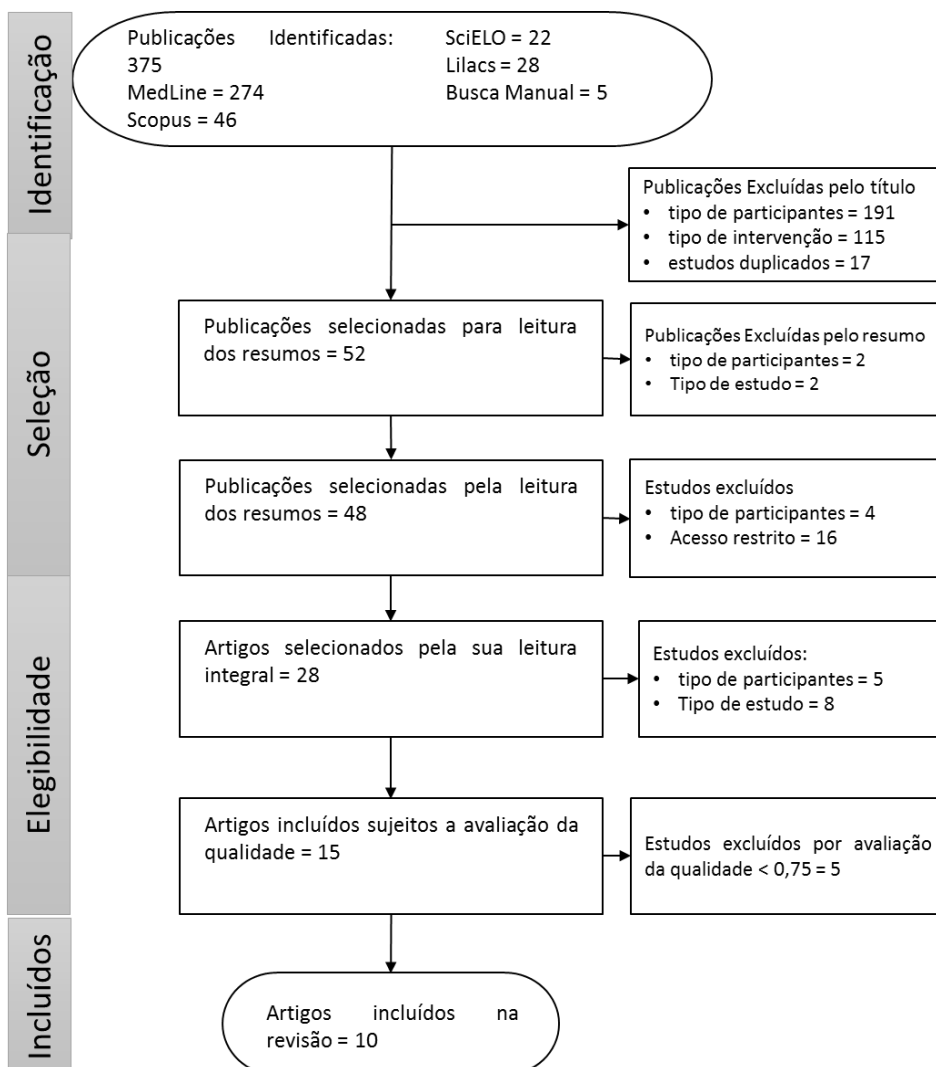 Identificação
Publicações Identificadas:
375
MedLine = 274
Scopus = 46
SciELO = 22
Lilacs = 28
Busca Manual = 5
Publicações Excluídas pelo título
• tipo de participantes = 191
• tipo de intervenção = 115
• estudos duplicados = 17
Seleção
Publicações selecionadas para leitura
dos resumos = 52
Publicações Excluídas pelo resumo
• tipo de participantes = 2
• Tipo de estudo = 2
Publicações selecionadas pela leitura
dos resumos = 48
Estudos excluídos
• tipo de participantes = 4
• Acesso restrito = 16
Elegibilidade
Artigos selecionados pela sua leitura
integral = 28
Estudos excluídos:
• tipo de participantes = 5
• Tipo de estudo = 8
Artigos incluídos sujeitos a avaliação da
qualidade = 15
Estudos excluídos por avaliação
da qualidade < 0,75 = 5
Incluídos
Artigos incluídos na
revisão = 10